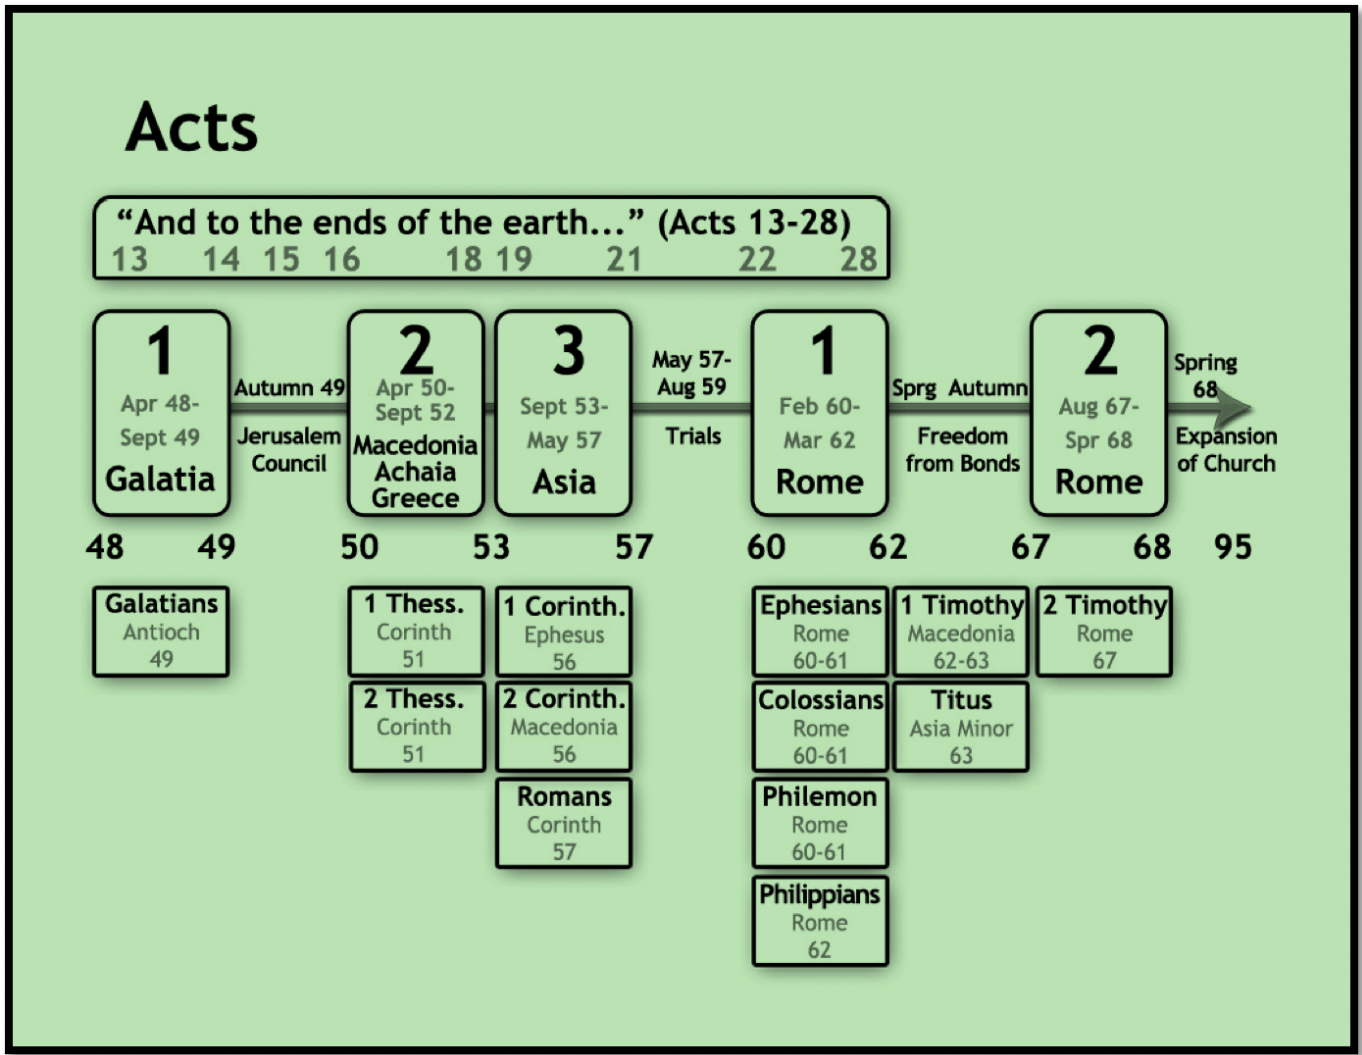 Acts
“And to the ends of the earth...” (Acts 13-28)
13 14 15 16 18 19 21 22 28
1
Apr 48-
Sept 49
Galatia
Autumn 49
Jerusalem
Council
2
Apr 50-
Sept 52
Macedonia
Achaia
Greece
3
Sept 53-
May 57
Asia
May 57-
Aug 59
Trials
1
Feb 60-
Mar 62
Rome
Sprg Autumn
Freedom
from Bonds
2
Aug 67-
Spr 68
Rome
Spring
68
Expansion
of Church
48 49 50 53 57 60 62 67 68 95
Galatians
Antioch
49
1 Thess.
Corinth
51
2 Thess.
Corinth
51
1 Corinth.
Ephesus
56
2 Corinth.
Macedonia
56
Romans
Corinth
57
Ephesians
Rome
60-61
Colossians
Rome
60-61
Philemon
Rome
60-61
Philippians
Rome
62
1 Timothy
Macedonia
62-63
Titus
Asia Minor
63
2 Timothy
Rome
67